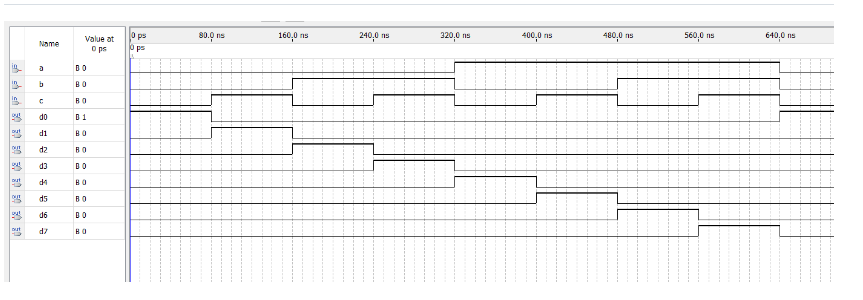 Name Value at 0 ps
0 ps 80.0 ns 160.0 ns 240.0 ns 320.0 ns 400.0 ns 480.0 ns 560.0 ns 640.0 ns
0 ps
in a B 0
in b B 0
in c B 0
out d0 B 1
out d1 B 0
out d2 B 0
out d3 B 0
out d4 B 0
out d5 B 0
out d6 B 0
out d7 B 0